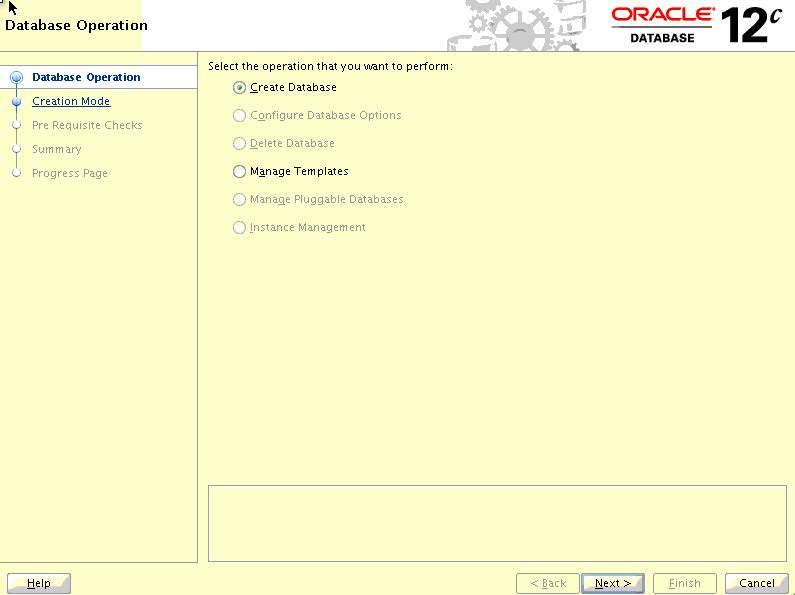 Database Operation
ORACLE
DATABASE
12c
Database Operation
Creation Mode
Pre Requisite Checks
Summary
Progress Page
Select the operation that you want to perform:
Create Database
Configure Database Options
Delete Database
Manage Templates
Manage Pluggable Databases
Instance Management
Help
< Back
Next >
Finish
Cancel